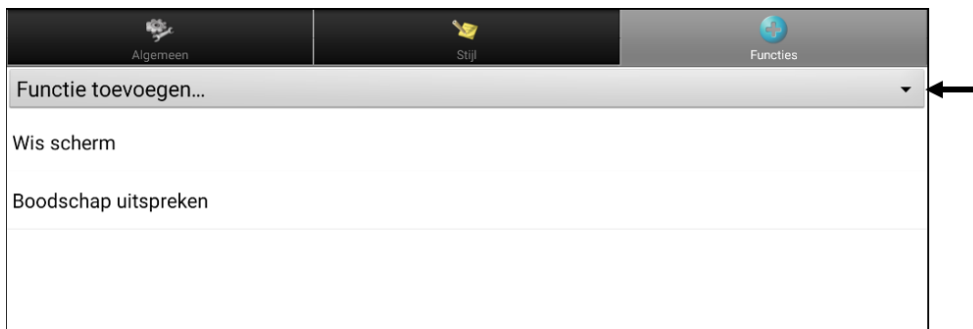 Algemeen
Stijl
Functies
Functie toevoegen...
Wis scherm
Boodschap uitspreken